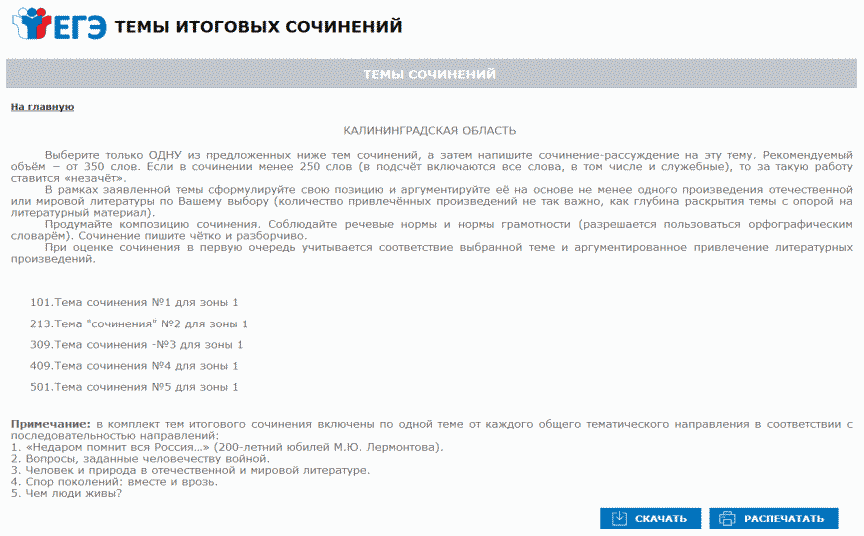 ЕГЭ ТЕМЫ ИТОГОВЫХ СОЧИНЕНИЙ
ТЕМЫ СОЧИНЕНИЙ
На главную
КАЛИНИНГРАДСКАЯ ОБЛАСТЬ
Выберите только ОДНУ из предложенных ниже тем сочинений, а затем напишите сочинение-рассуждение на эту тему. Рекомендуемый
объём – от 350 слов. Если в сочинении менее 250 слов (в подсчёт включаются все слова, в том числе и служебные), то за такую работу
ставится «незачёт».
В рамках заявленной темы сформулируйте свою позицию и аргументируйте её на основе не менее одного произведения отечественной
или мировой литературы по Вашему выбору (количество привлечённых произведений не так важно, как глубина раскрытия темы с опорой на
литературный материал).
Продумайте композицию сочинения. Соблюдайте речевые нормы и нормы грамотности (разрешается пользоваться орфографическим
словарём). Сочинение пишите чётко и разборчиво.
При оценке сочинения в первую очередь учитывается соответствие выбранной теме и аргументированное привлечение литературных
произведений.
101.Тема сочинения №1 для зоны 1
213.Тема "сочинения" №2 для зоны 1
309.Тема сочинения -№3 для зоны 1
409.Тема сочинения №4 для зоны 1
501.Тема сочинения №5 для зоны 1
Примечание: в комплект тем итогового сочинения включены по одной теме от каждого общего тематического направления в соответствии с
последовательностью направлений:
1. «Недаром помнит вся Россия…» (200-летний юбилей М.Ю. Лермонтова).
2. Вопросы, заданные человечеству войной.
3. Человек и природа в отечественной и мировой литературе.
4. Спор поколений: вместе и врозь.
5. Чем люди живы?
СКАЧАТЬ РАСПЕЧАТАТЬ